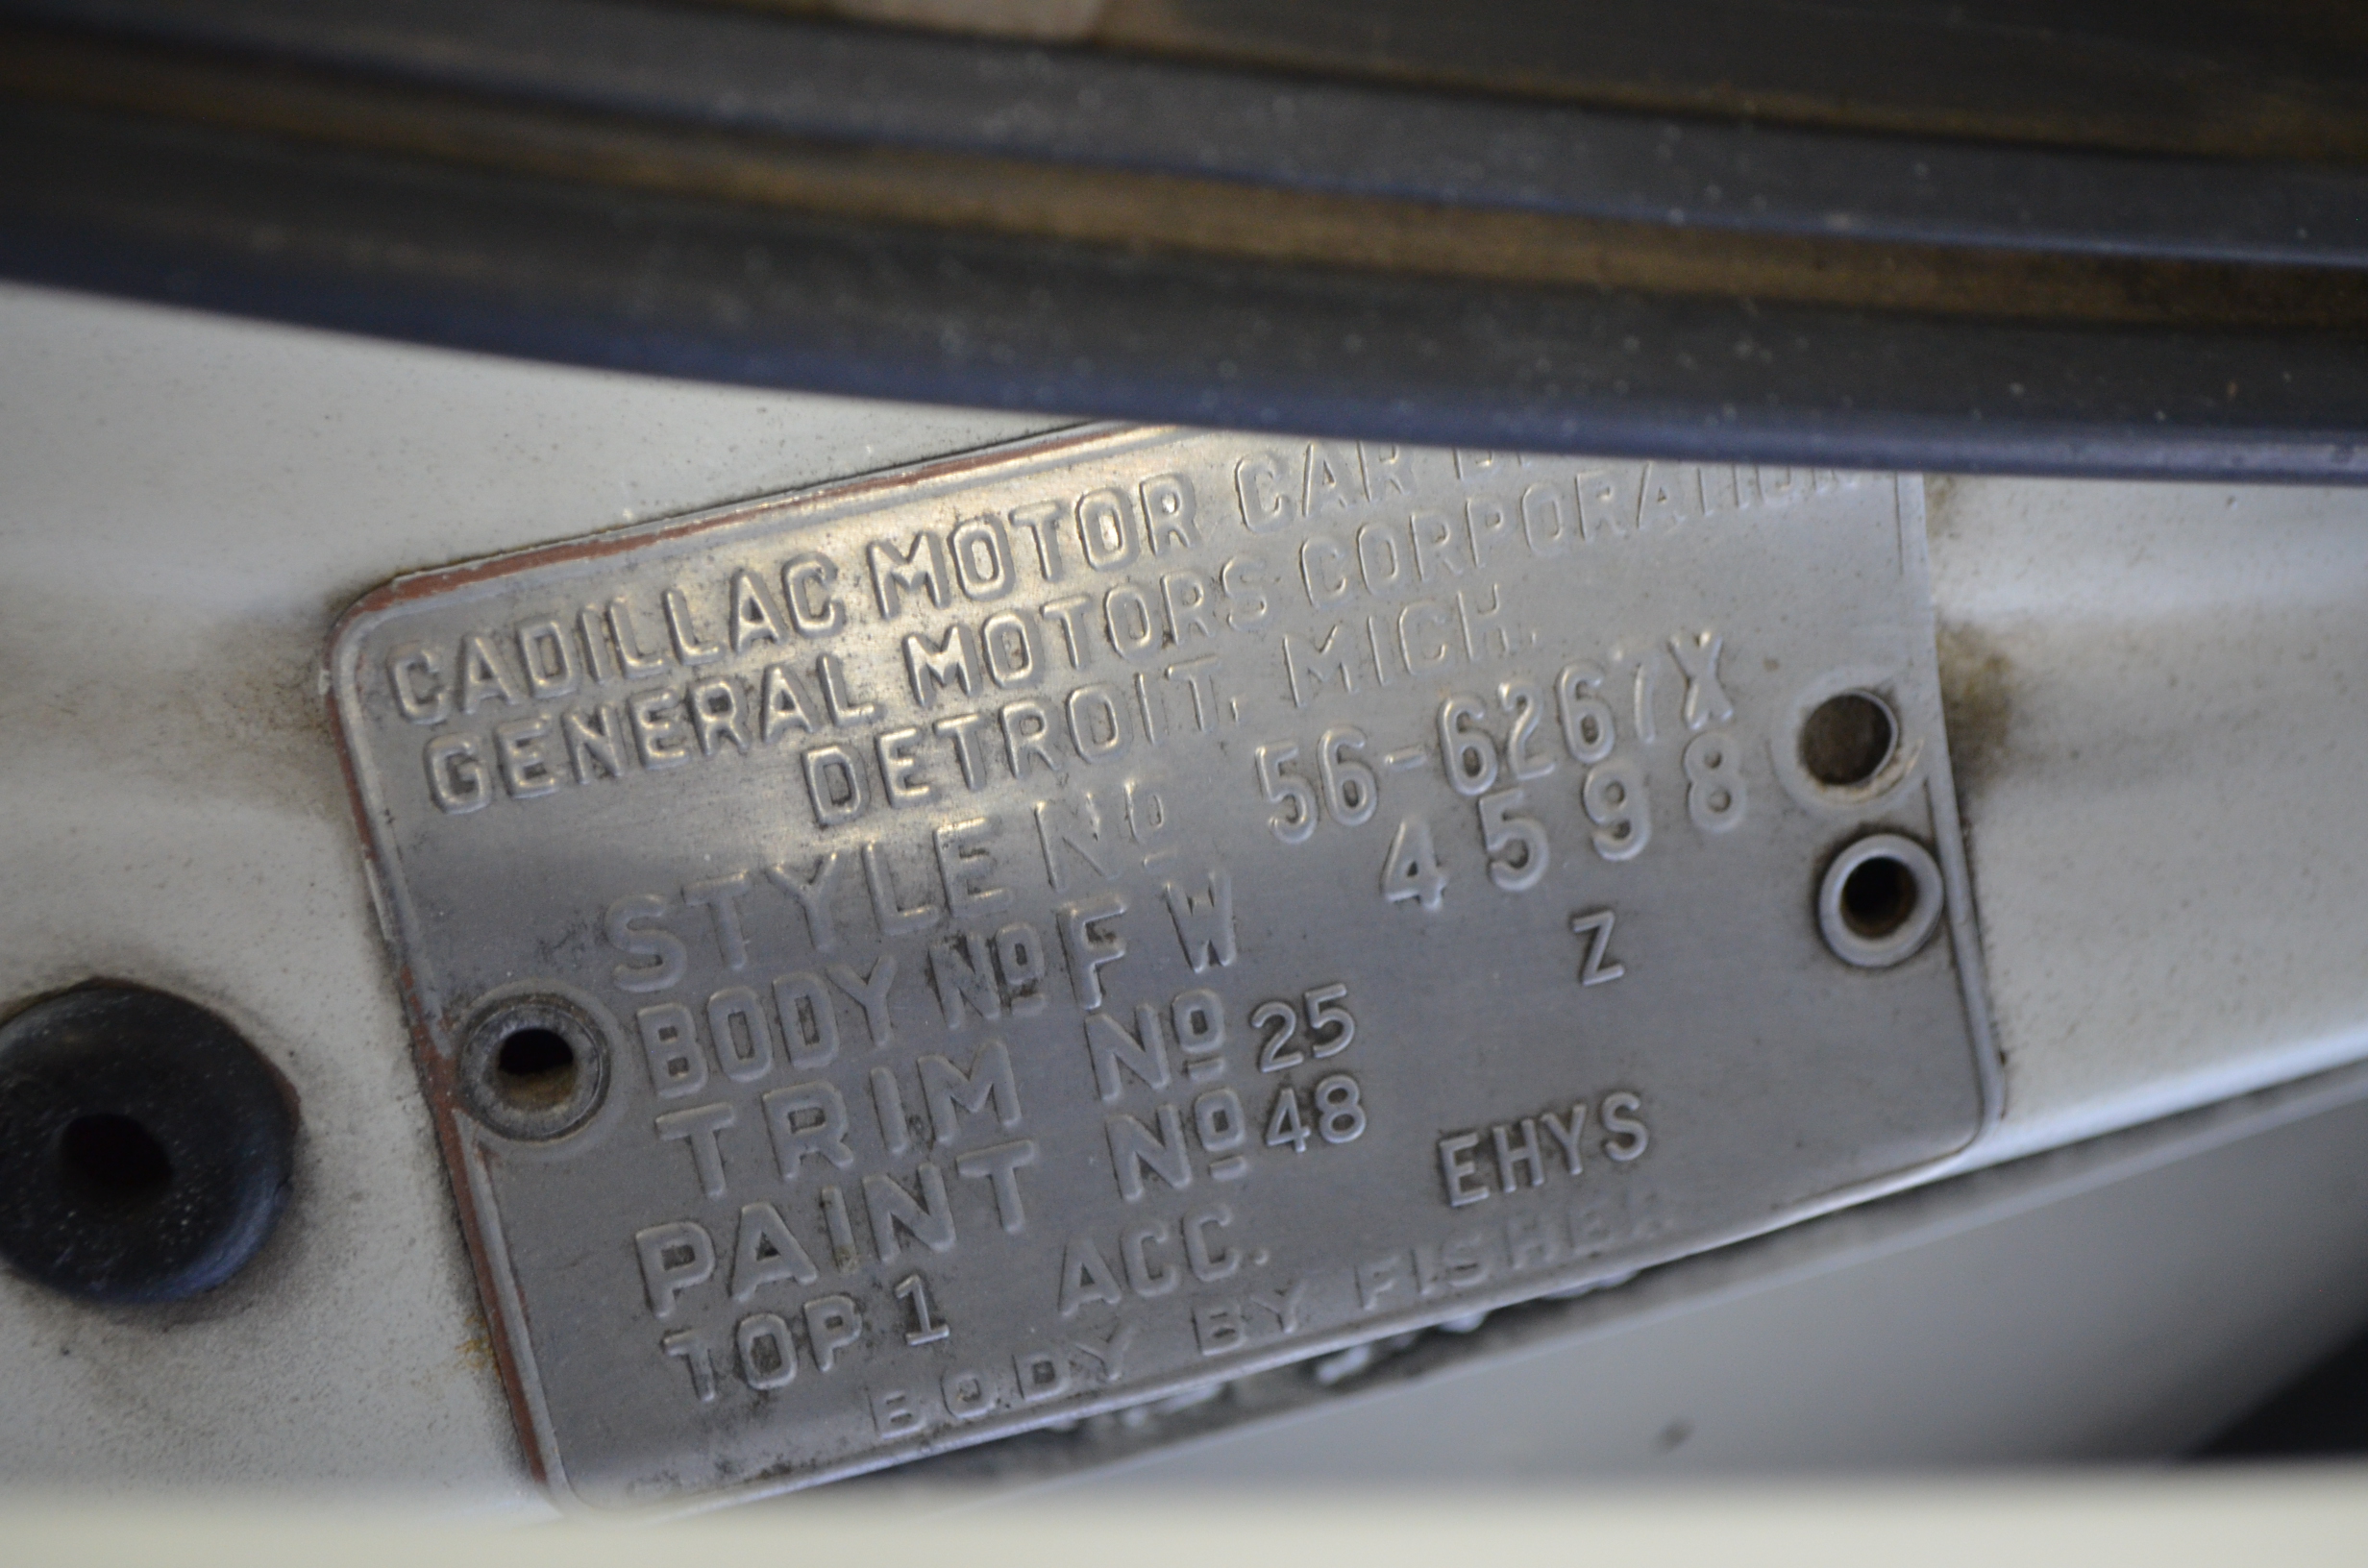 CADILLAC MOTOR CAR
GENERAL MOTORS CORPORATION
DETROIT, MICH.
STYLE No 56-6267X
BODY No FW 4598
TRIM No 25 Z
PAINT No 48
TOP 1 ACC. EHYS
BODY BY FISHER